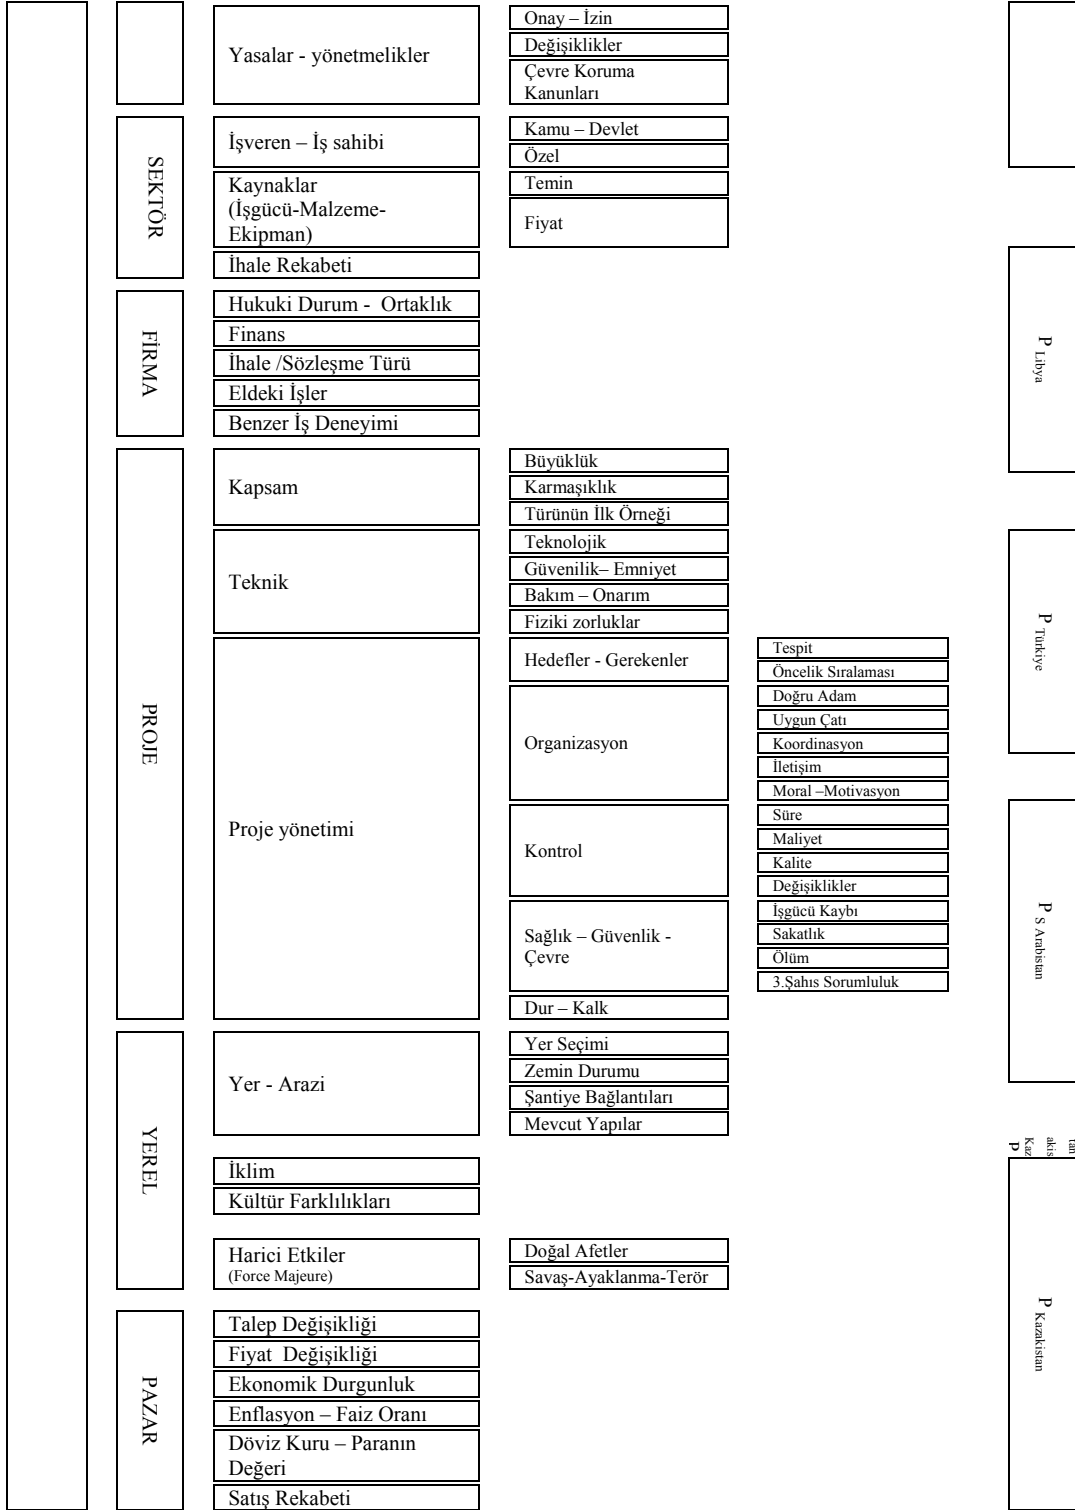 Yasalar - yönetmelikler
Onay – İzin
Değişiklikler
Çevre Koruma
Kanunları
SEKTÖR
İşveren – İş sahibi
Kamu – Devlet
Özel
Kaynaklar
(İşgücü-Malzeme-
Ekipman)
Temin
Fiyat
İhale Rekabeti
FİRMA
Hukuki Durum - Ortaklık
Finans
İhale /Sözleşme Türü
Eldeki İşler
Benzer İş Deneyimi
PROJE
Kapsam
Büyüklük
Karmaşıklık
Türünün İlk Örneği
Teknik
Teknolojik
Güvenilik– Emniyet
Bakım – Onarım
Fiziki zorluklar
Proje yönetimi
Hedefler - Gerekenler
Tespit
Öncelik Sıralaması
Organizasyon
Doğru Adam
Uygun Çatı
Koordinasyon
İletişim
Moral –Motivasyon
Kontrol
Süre
Maliyet
Kalite
Değişiklikler
Sağlık – Güvenlik -
Çevre
İşgücü Kaybı
Sakatlık
Ölüm
3.Şahıs Sorumluluk
Dur – Kalk
YEREL
Yer - Arazi
Yer Seçimi
Zemin Durumu
Şantiye Bağlantıları
Mevcut Yapılar
İklim
Kültür Farklılıkları
Harici Etkiler
(Force Majeure)
Doğal Afetler
Savaş-Ayaklanma-Terör
PAZAR
Talep Değişikliği
Fiyat Değişikliği
Ekonomik Durgunluk
Enflasyon – Faiz Oranı
Döviz Kuru – Paranın
Değeri
Satış Rekabeti
P Libya
P Türkiye
P S Arabistan
P
Kaz
akis
tan
P Kazakistan